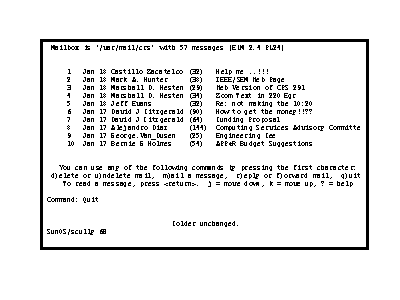 Mailbox is '/usr/mail/crs' with 57 messages [ELM 2.4 PL24]
1 Jan 18 Castillo Zacatelco (32) Help me ..!!!
2 Jan 18 Mark A. Hunter (38) IEEE/SEM Web Page
3 Jan 18 Marshall D. Hesten (29) Web Version of CPS 291
4 Jan 18 Marshall D. Hesten (34) Zoom Text in 220 Egr
5 Jan 18 Jeff Evans (32) Re: not making the 10:20
6 Jan 17 David J Fitzgerald (90) How to get the money!!??
7 Jan 17 David J Fitzgerald (64) Funding Proposal
8 Jan 17 Alejandro Diaz (144) Computing Services Advisory Committe
9 Jan 17 George.Van_Dusen (25) Engineering fee
10 Jan 17 Bernie G Holmes (54) Budget Suggestions
You can use any of the following commands by pressing the first character;
d)elete or u)ndelete mail, m)ail a message, r)eply or f)orward mail, q)uit
To read a message, press <return>. j = move down, k = move up, ? = help
Command: Quit
Folder unchanged.
SunOS/scully 68